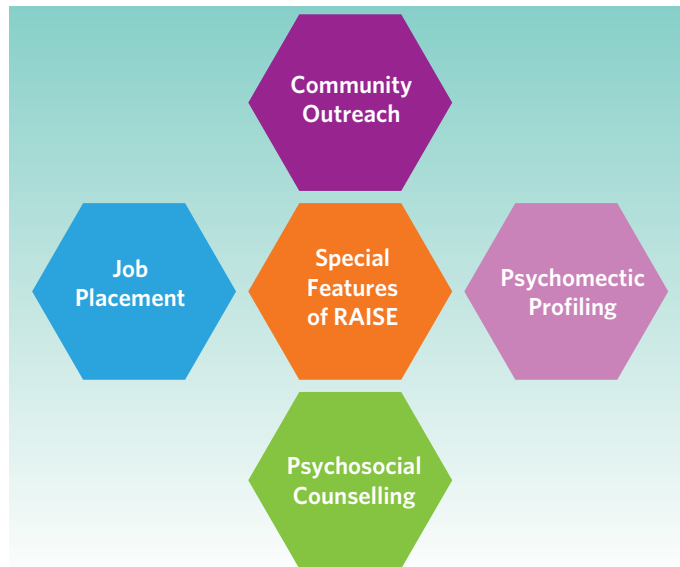 Community
Outreach
Job
Placement
Special
Features
of RAISE
Psychomectic
Profiling
Psychosocial
Counselling